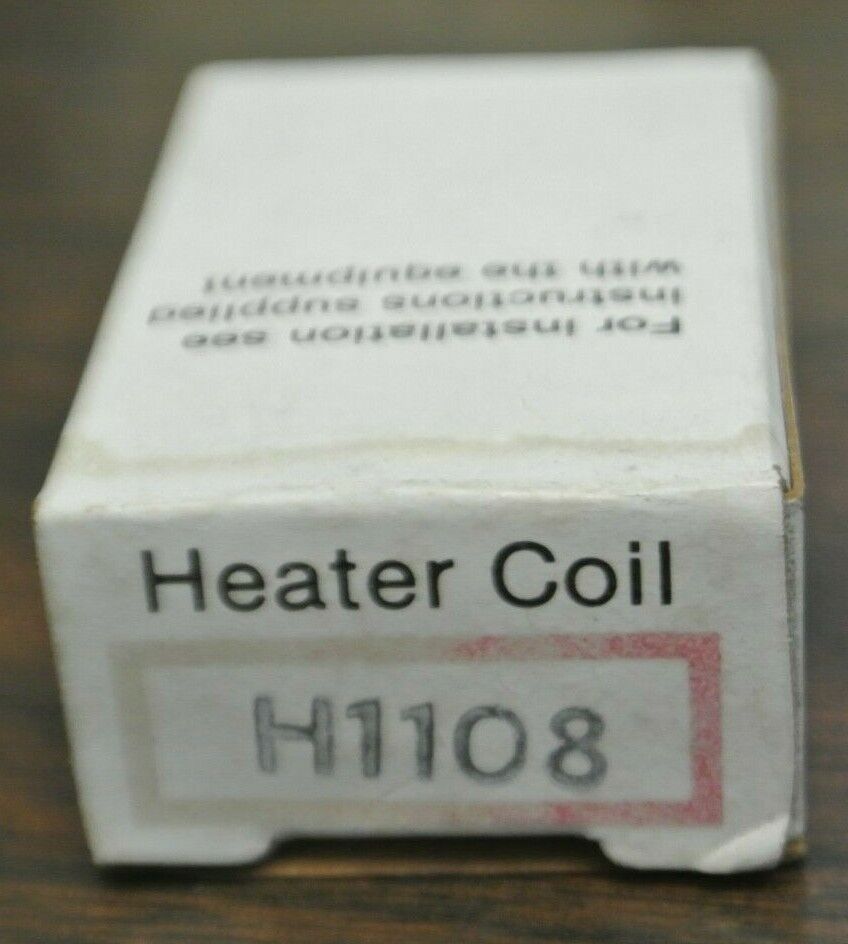 For installation see
instructions supplied
with the equipment
Heater Coil
H1108